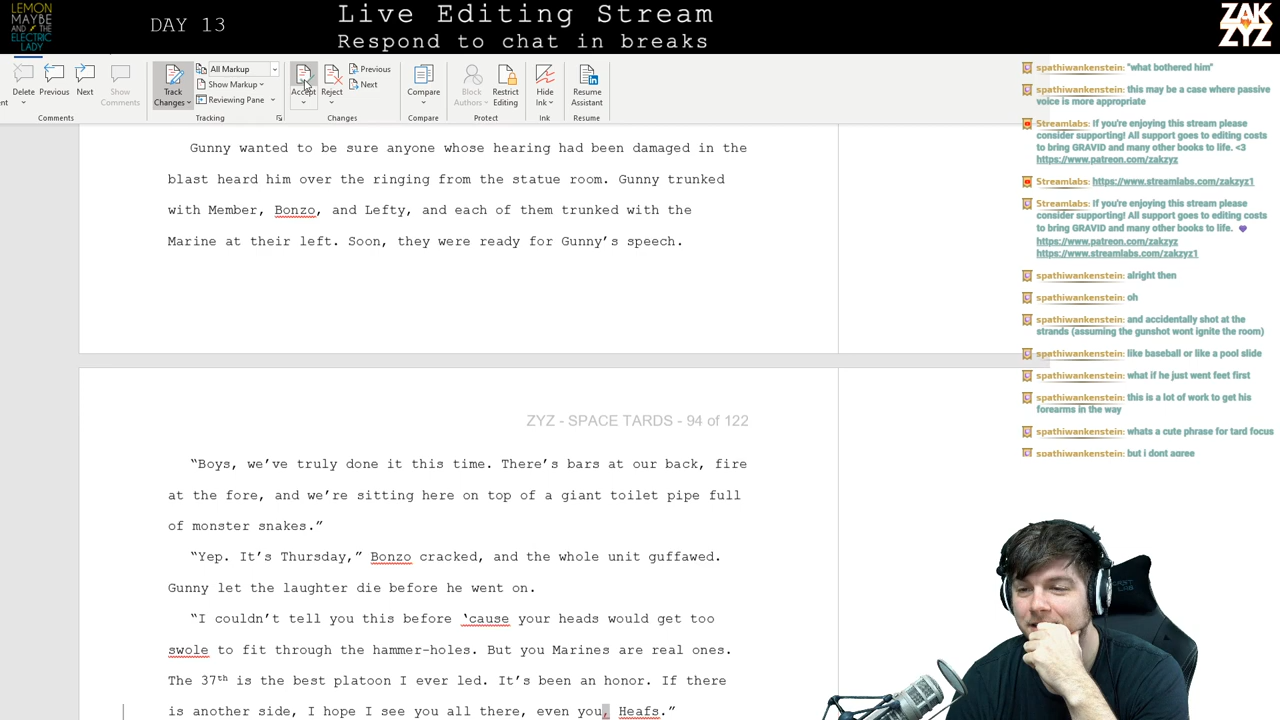 LEMON
MAYBE
AND THE
ELECTRIC
LADY
DAY 13
Live Editing Stream
Respond to chat in breaks
ZAK
ZYZ
Delete
Previous
Next
Show
Comments
Comments
Track
Changes
All Markup
Show Markup
Reviewing Pane
Tracking
Accept
Reject
Previous
Next
Changes
Compare
Compare
Block
Authors
Restrict
Editing
Protect
Hide
Ink
Ink
Resume
Assistant
Resume
Gunny wanted to be sure anyone whose hearing had been damaged in the
blast heard him over the ringing from the statue room. Gunny trunked
with Member, Bonzo, and Lefty, and each of them trunked with the
Marine at their left. Soon, they were ready for Gunny’s speech.
ZYZ - SPACE TARDS - 94 of 122
“Boys, we’ve truly done it this time. There’s bars at our back, fire
at the fore, and we’re sitting here on top of a giant toilet pipe full
of monster snakes.”
“Yep. It’s Thursday,” Bonzo cracked, and the whole unit guffawed.
Gunny let the laughter die before he went on.
“I couldn’t tell you this before ‘cause your heads would get too
swole to fit through the hammer-holes. But you Marines are real ones.
The 37th is the best platoon I ever led. It’s been an honor. If there
is another side, I hope I see you all there, even you, Heafs.”
spathiwankenstein: "what bothered him"
spathiwankenstein: this may be a case where passive
voice is more appropriate
Streamlabs: If you're enjoying this stream please
consider supporting! All support goes to editing costs
to bring GRAVID and many other books to life. <3
https://www.patreon.com/zakzyz
Streamlabs: https://www.streamlabs.com/zakzyz1
Streamlabs: If you're enjoying this stream please
consider supporting! All support goes to editing costs
to bring GRAVID and many other books to life. 💜
https://www.patreon.com/zakzyz
https://www.streamlabs.com/zakzyz1
spathiwankenstein: alright then
spathiwankenstein: oh
spathiwankenstein: and accidentally shot at the
strands (assuming the gunshot wont ignite the room)
spathiwankenstein: like baseball or like a pool slide
spathiwankenstein: what if he just went feet first
spathiwankenstein: this is a lot of work to get his
forearms in the way
spathiwankenstein: whats a cute phrase for tard focus
spathiwankenstein: but i dont agree